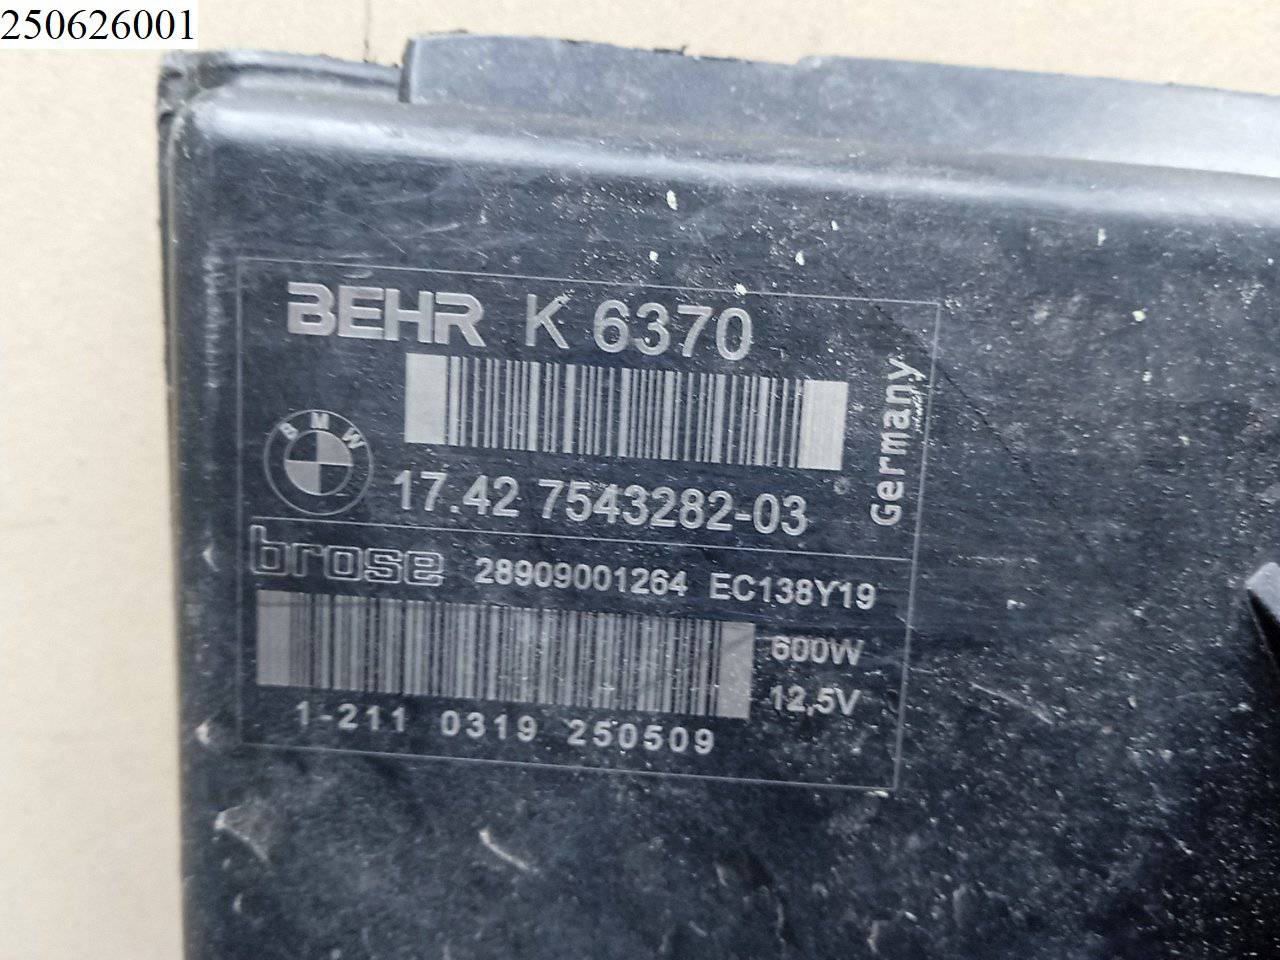 250626001
BEHR K 6370
Germany
BMW
17.42 7543282-03
brose 28909001264 EC138Y19
600W
12,5V
1-211 0319 250509